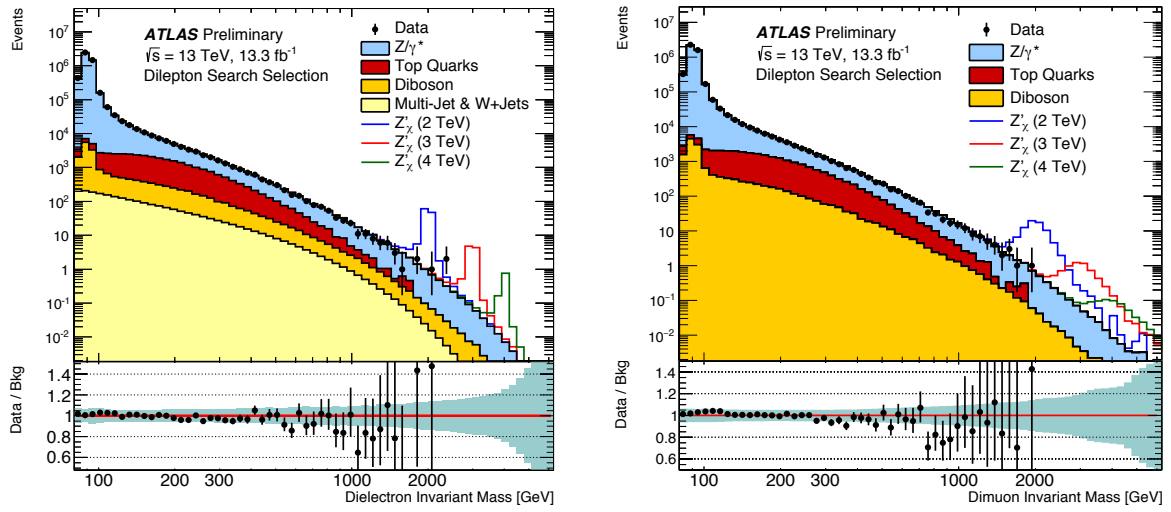 Events
10⁷
10⁶
10⁵
10⁴
10³
10²
10
1
10⁻¹
10⁻²
ATLAS Preliminary
√s = 13 TeV, 13.3 fb⁻¹
Dilepton Search Selection
Data
Z/γ*
Top Quarks
Diboson
Multi-Jet & W+Jets
Z'χ (2 TeV)
Z'χ (3 TeV)
Z'χ (4 TeV)
Data / Bkg
1.4
1.2
1
0.8
0.6
100 200 300 1000 2000
Dielectron Invariant Mass [GeV]
Events
10⁷
10⁶
10⁵
10⁴
10³
10²
10
1
10⁻¹
10⁻²
ATLAS Preliminary
√s = 13 TeV, 13.3 fb⁻¹
Dilepton Search Selection
Data
Z/γ*
Top Quarks
Diboson
Z'χ (2 TeV)
Z'χ (3 TeV)
Z'χ (4 TeV)
Data / Bkg
1.4
1.2
1
0.8
0.6
100 200 300 1000 2000
Dimuon Invariant Mass [GeV]